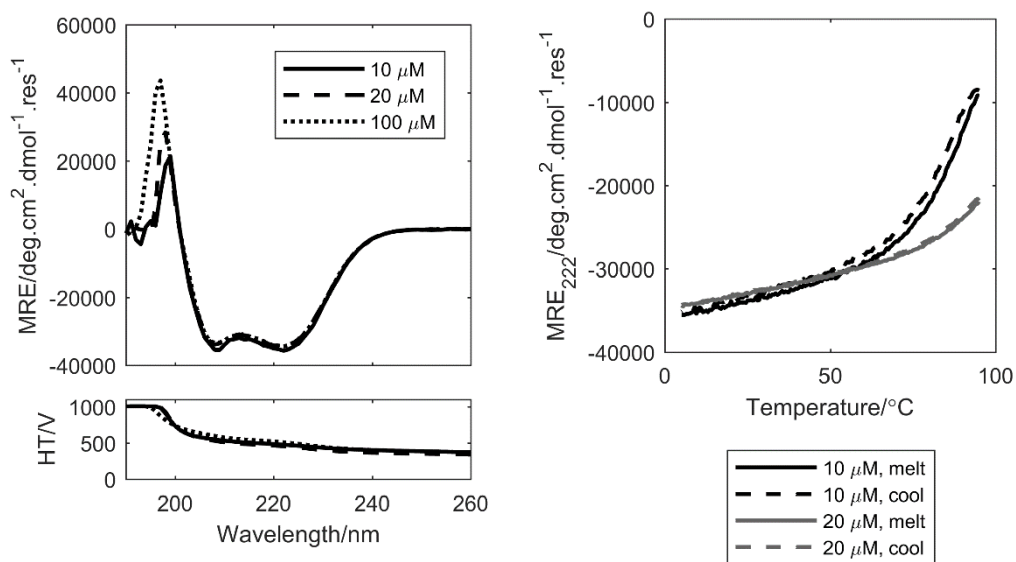 60000
40000
20000
0
-20000
-40000
MRE/deg.cm².dmol⁻¹.res⁻¹
10 μM
20 μM
100 μM
1000
500
0
HT/V
200
220
240
260
Wavelength/nm
0
-10000
-20000
-30000
-40000
MRE₂₂₂/deg.cm².dmol⁻¹.res⁻¹
0
50
100
Temperature/°C
10 μM, melt
10 μM, cool
20 μM, melt
20 μM, cool